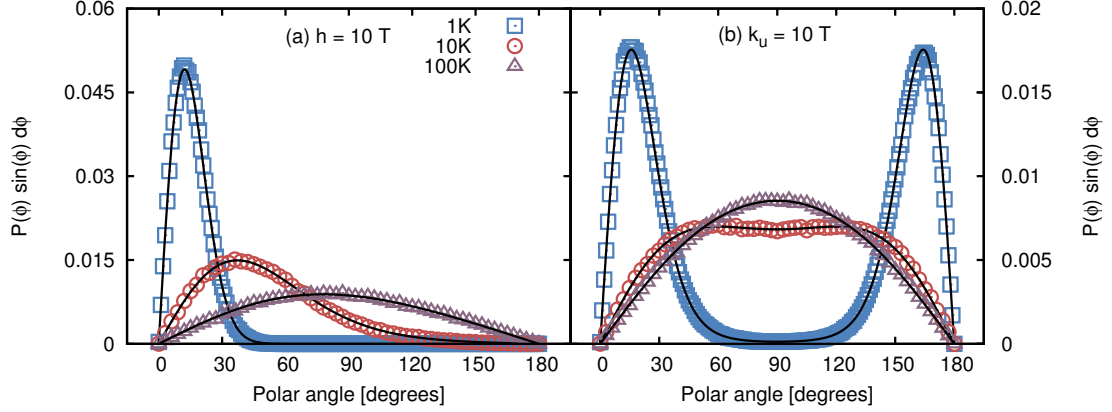 (a) h = 10 T
1K
10K
100K
(b) kᵤ = 10 T
P(ϕ) sin(ϕ) dϕ
0.06
0.045
0.03
0.015
0
0 30 60 90 120 150 180
Polar angle [degrees]
0 30 60 90 120 150 180
Polar angle [degrees]
0.02
0.015
0.01
0.005
0
P(ϕ) sin(ϕ) dϕ